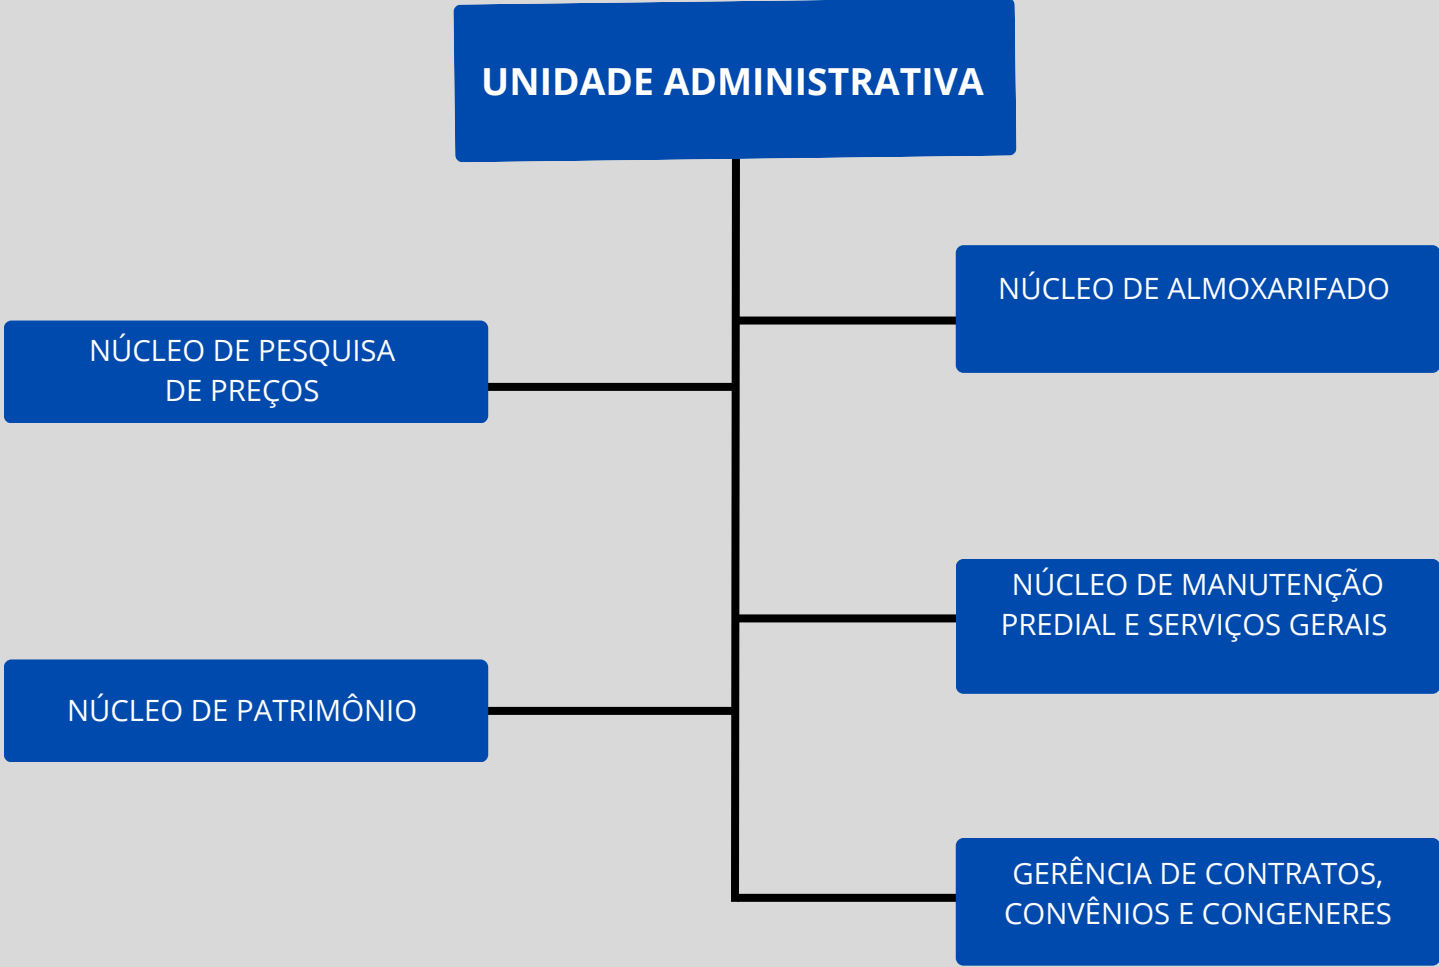 UNIDADE ADMINISTRATIVA
NÚCLEO DE ALMOXARIFADO
NÚCLEO DE PESQUISA
DE PREÇOS
NÚCLEO DE MANUTENÇÃO
PREDIAL E SERVIÇOS GERAIS
NÚCLEO DE PATRIMÔNIO
GERÊNCIA DE CONTRATOS,
CONVÊNIOS E CONGENERES